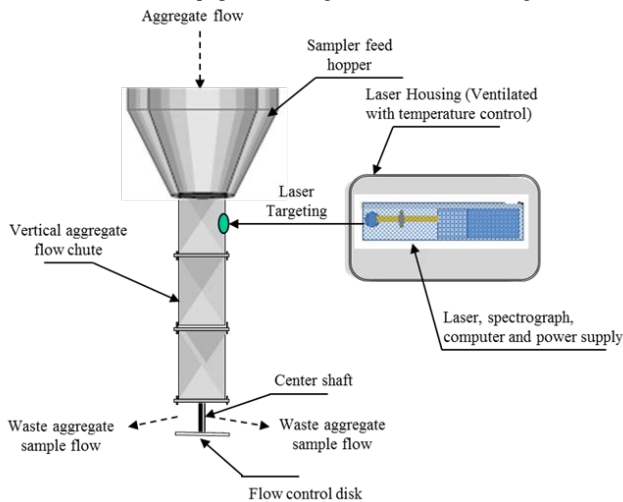 Aggregate flow
Sampler feed
hopper
Laser Housing (Ventilated
with temperature control)
Laser
Targeting
Vertical aggregate
flow chute
Laser, spectrograph,
computer and power supply
Center shaft
Waste aggregate
sample flow
Waste aggregate
sample flow
Flow control disk